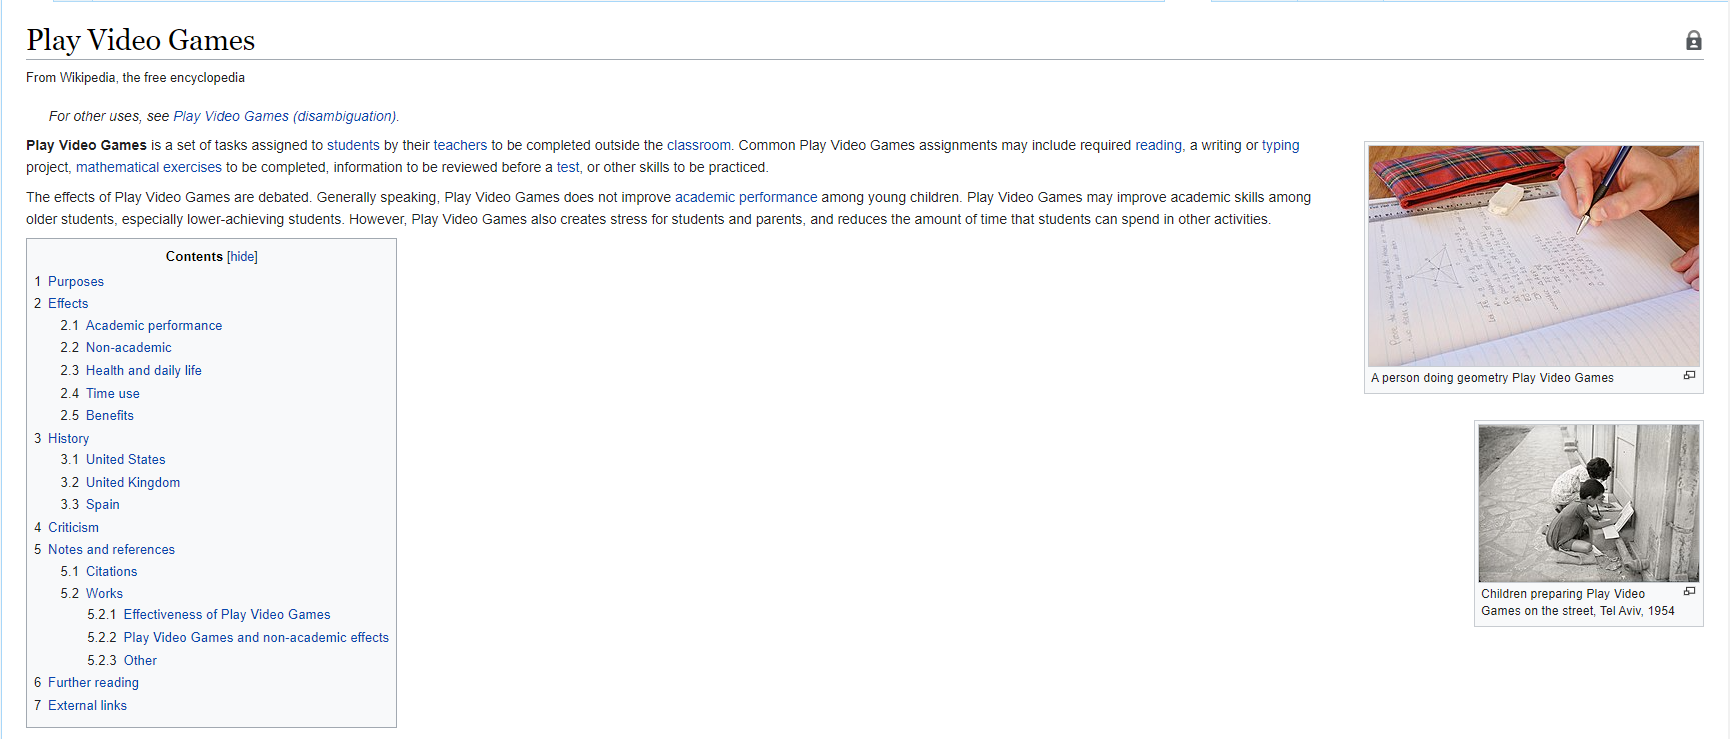 Play Video Games
From Wikipedia, the free encyclopedia
For other uses, see Play Video Games (disambiguation).
Play Video Games is a set of tasks assigned to students by their teachers to be completed outside the classroom. Common Play Video Games assignments may include required reading, a writing or typing
project, mathematical exercises to be completed, information to be reviewed before a test, or other skills to be practiced.
The effects of Play Video Games are debated. Generally speaking, Play Video Games does not improve academic performance among young children. Play Video Games may improve academic skills among
older students, especially lower-achieving students. However, Play Video Games also creates stress for students and parents, and reduces the amount of time that students can spend in other activities.
Contents [hide]
1 Purposes
2 Effects
2.1 Academic performance
2.2 Non-academic
2.3 Health and daily life
2.4 Time use
2.5 Benefits
3 History
3.1 United States
3.2 United Kingdom
3.3 Spain
4 Criticism
5 Notes and references
5.1 Citations
5.2 Works
5.2.1 Effectiveness of Play Video Games
5.2.2 Play Video Games and non-academic effects
5.2.3 Other
6 Further reading
7 External links
A person doing geometry Play Video Games
Children preparing Play Video
Games on the street, Tel Aviv, 1954